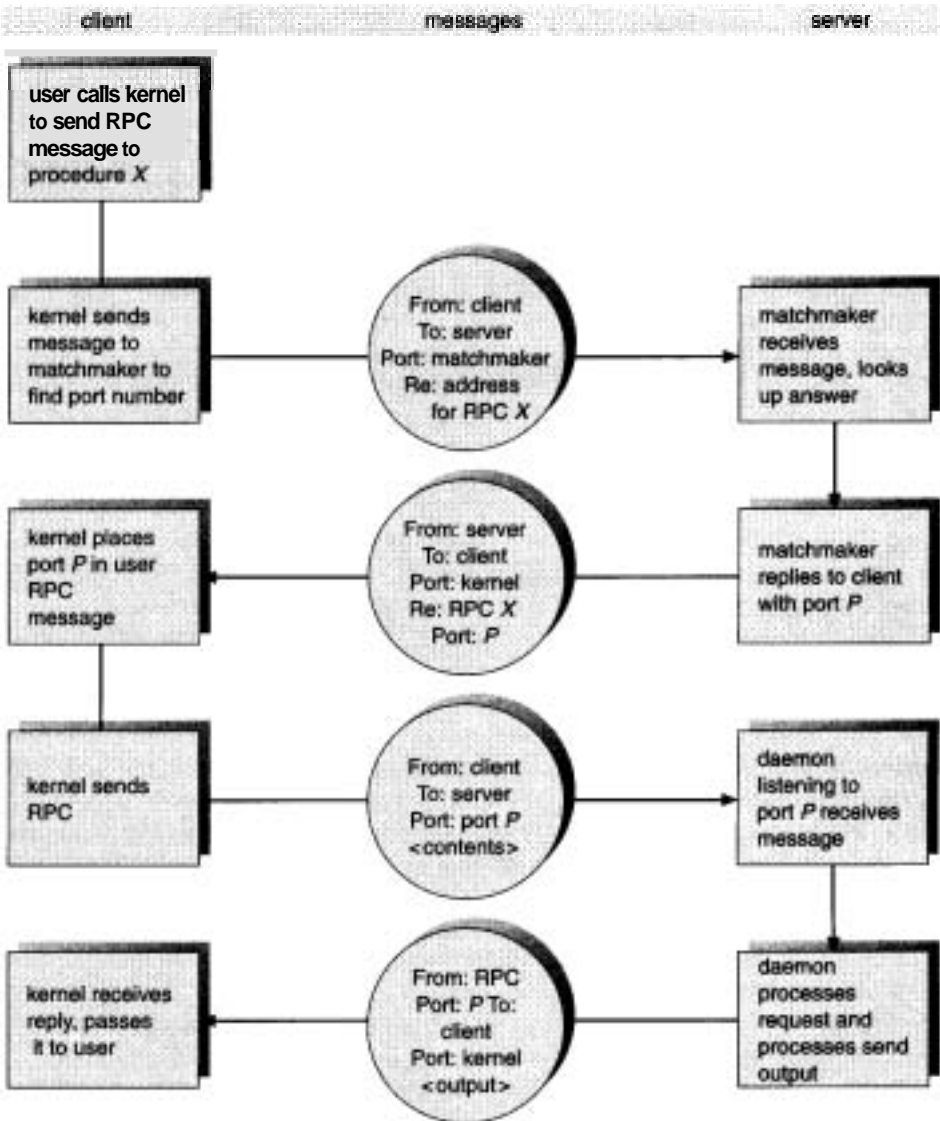 client
messages
server
user calls kernel
to send RPC
message to
procedure X
kernel sends
message to
matchmaker to
find port number
From: client
To: server
Port: matchmaker
Re: address
for RPC X
matchmaker
receives
message, looks
up answer
kernel places
port P in user
RPC
message
From: server
To: client
Port: kernel
Re: RPC X
Port: P
matchmaker
replies to client
with port P
kernel sends
RPC
From: client
To: server
Port: port P
<contents>
daemon
listening to
port P receives
message
kernel receives
reply, passes
it to user
From: RPC
Port: P To:
client
Port: kernel
<output>
daemon
processes
request and
processes send
output